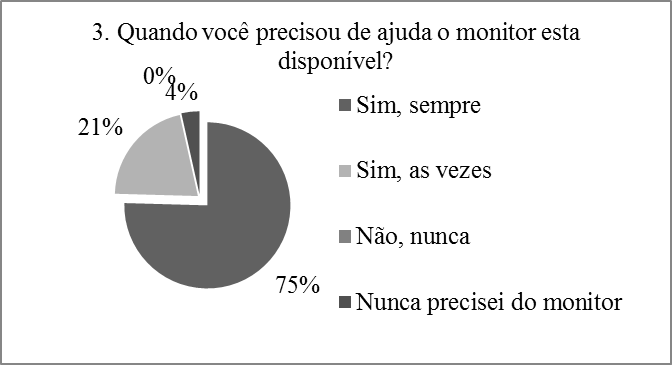 3. Quando você precisou de ajuda o monitor esta
disponível?
0%
4%
21%
75%
Sim, sempre
Sim, as vezes
Não, nunca
Nunca precisei do monitor